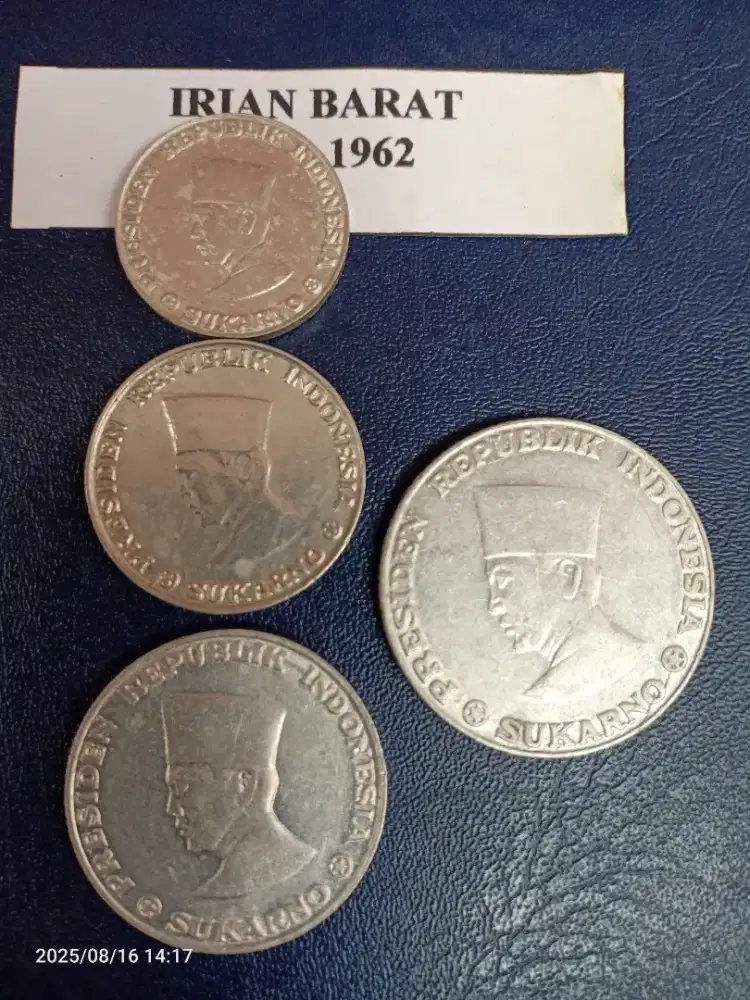 IRIAN BARAT
1962
PRESIDEN REPUBLIK INDONESIA
SUKARNO
PRESIDEN REPUBLIK INDONESIA
SUKARNO
PRESIDEN REPUBLIK INDONESIA
SUKARNO
PRESIDEN REPUBLIK INDONESIA
SUKARNO
2025/08/16 14:17